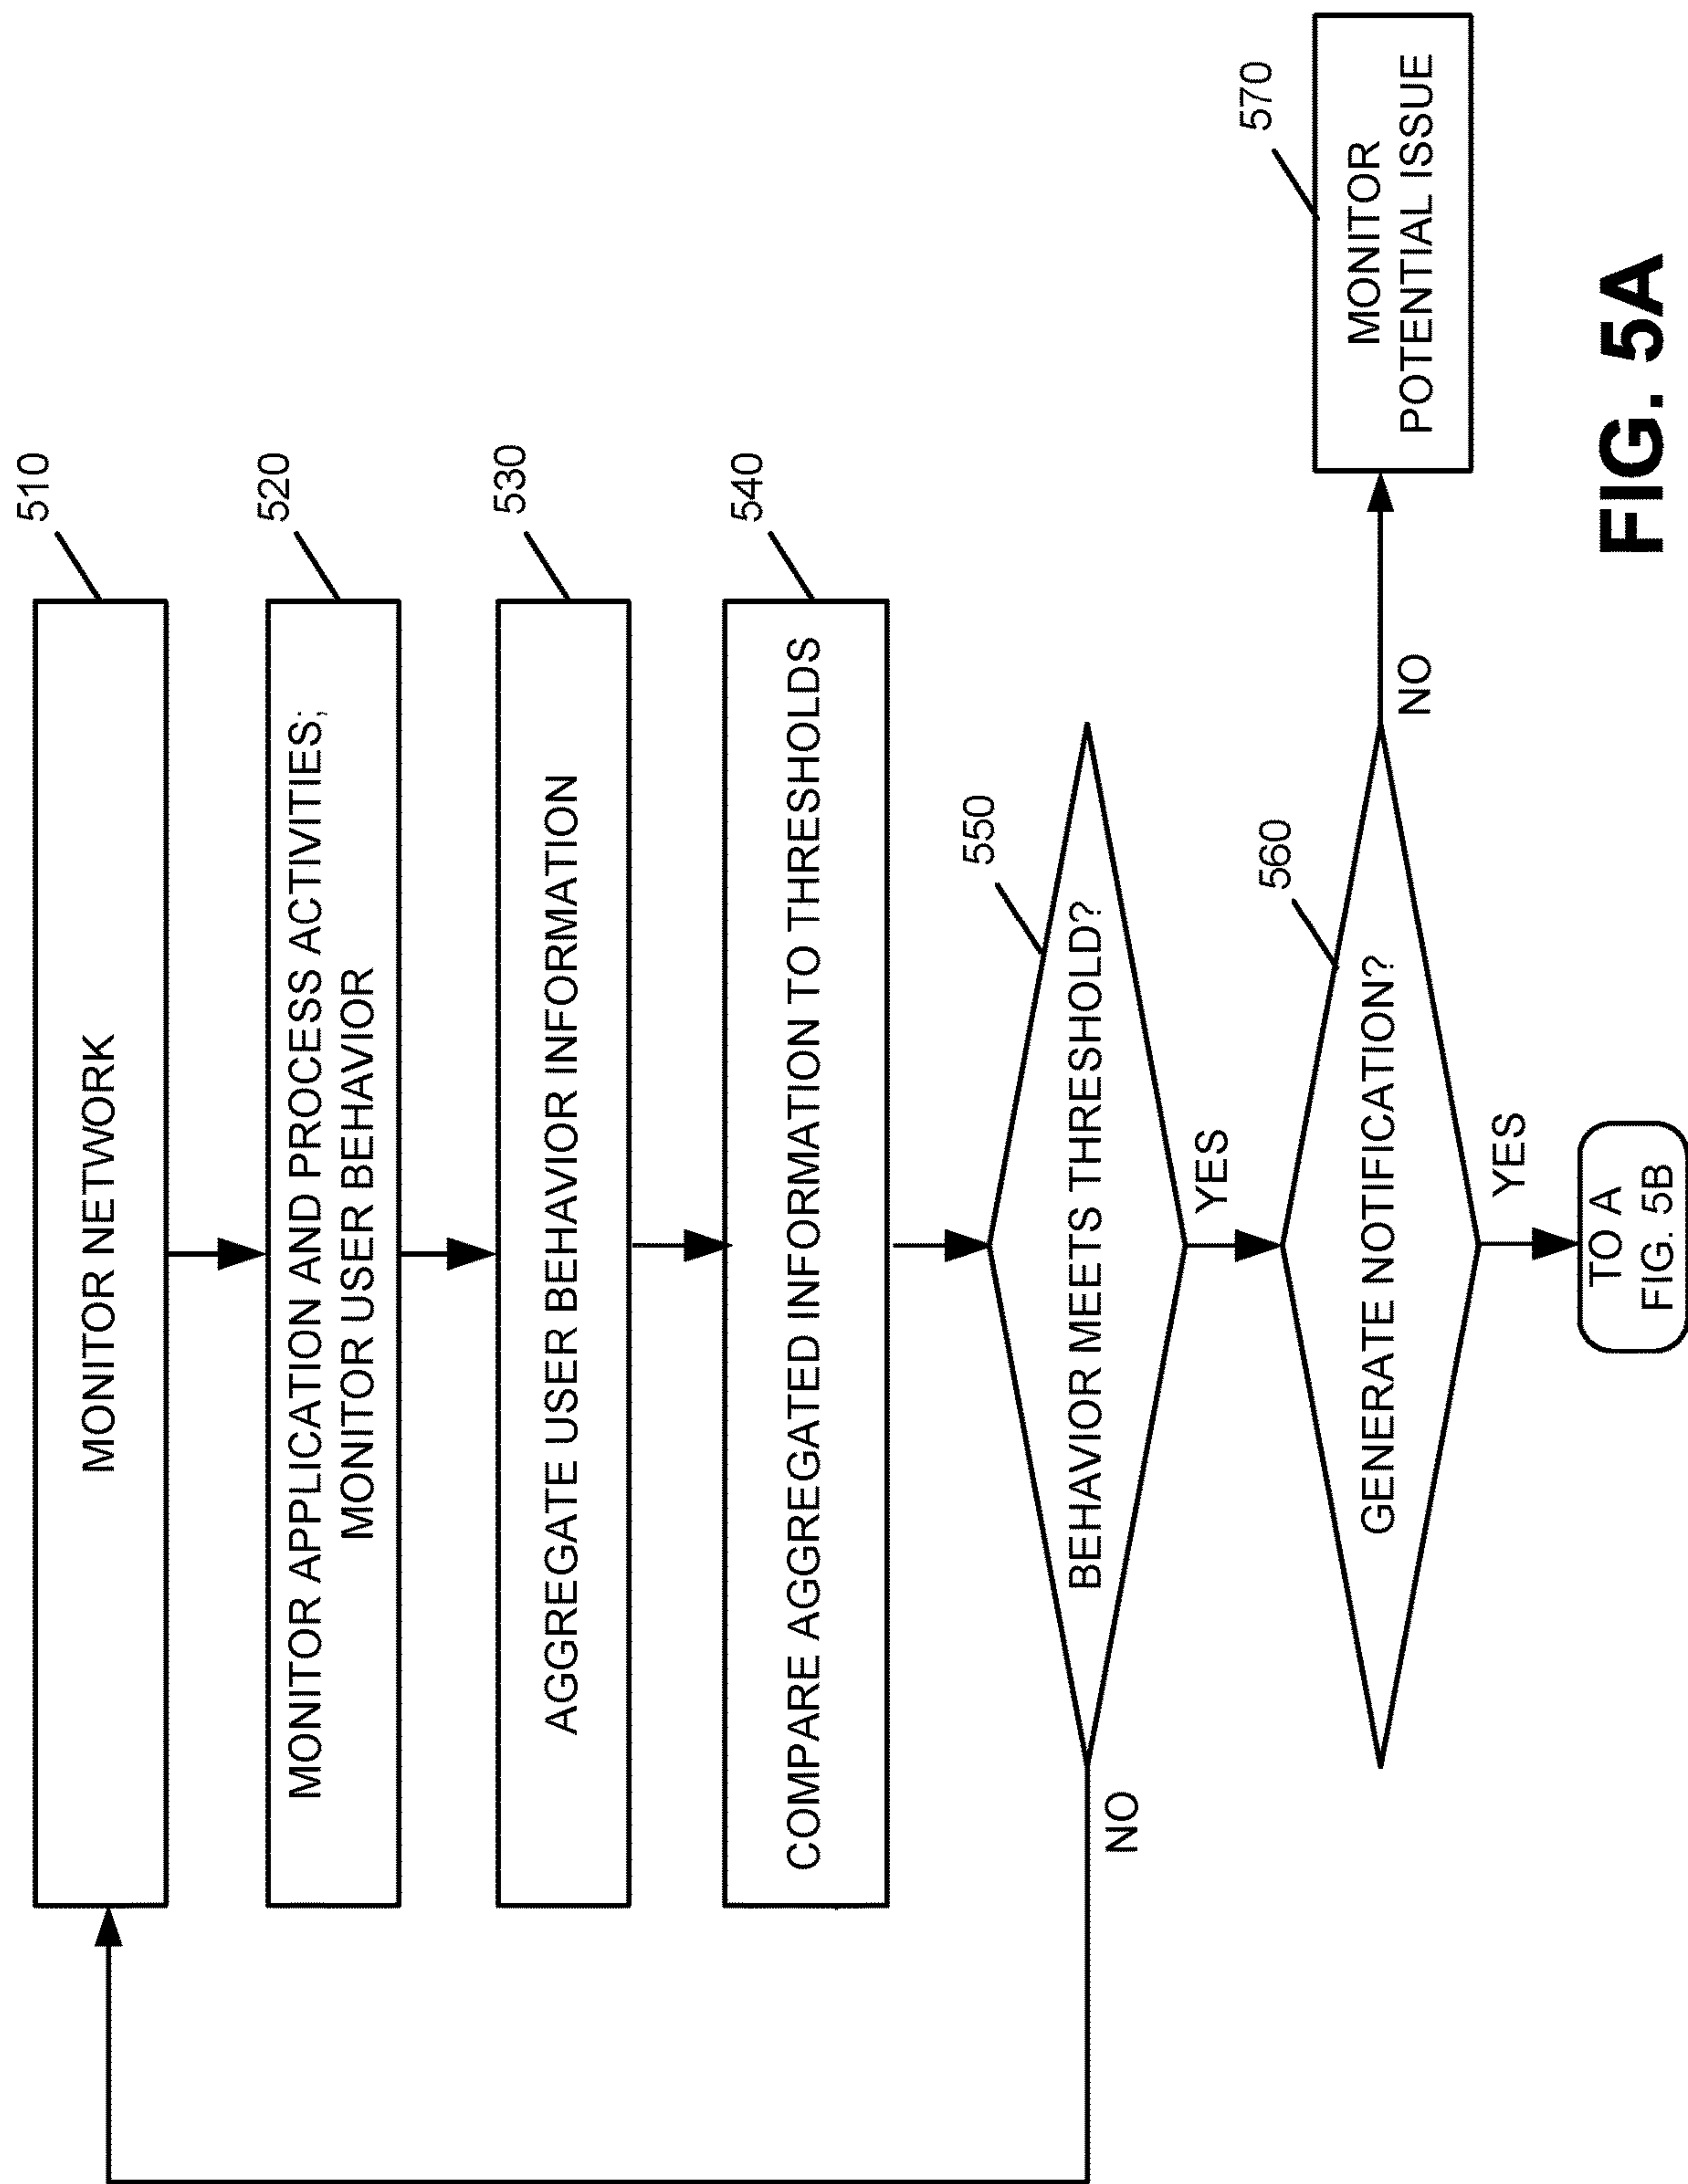 510
MONITOR NETWORK
520
MONITOR APPLICATION AND PROCESS ACTIVITIES;
MONITOR USER BEHAVIOR
530
AGGREGATE USER BEHAVIOR INFORMATION
540
COMPARE AGGREGATED INFORMATION TO THRESHOLDS
550
BEHAVIOR MEETS THRESHOLD?
NO
YES
560
GENERATE NOTIFICATION?
NO
570
MONITOR
POTENTIAL ISSUE
YES
TO A
FIG. 5B
FIG. 5A